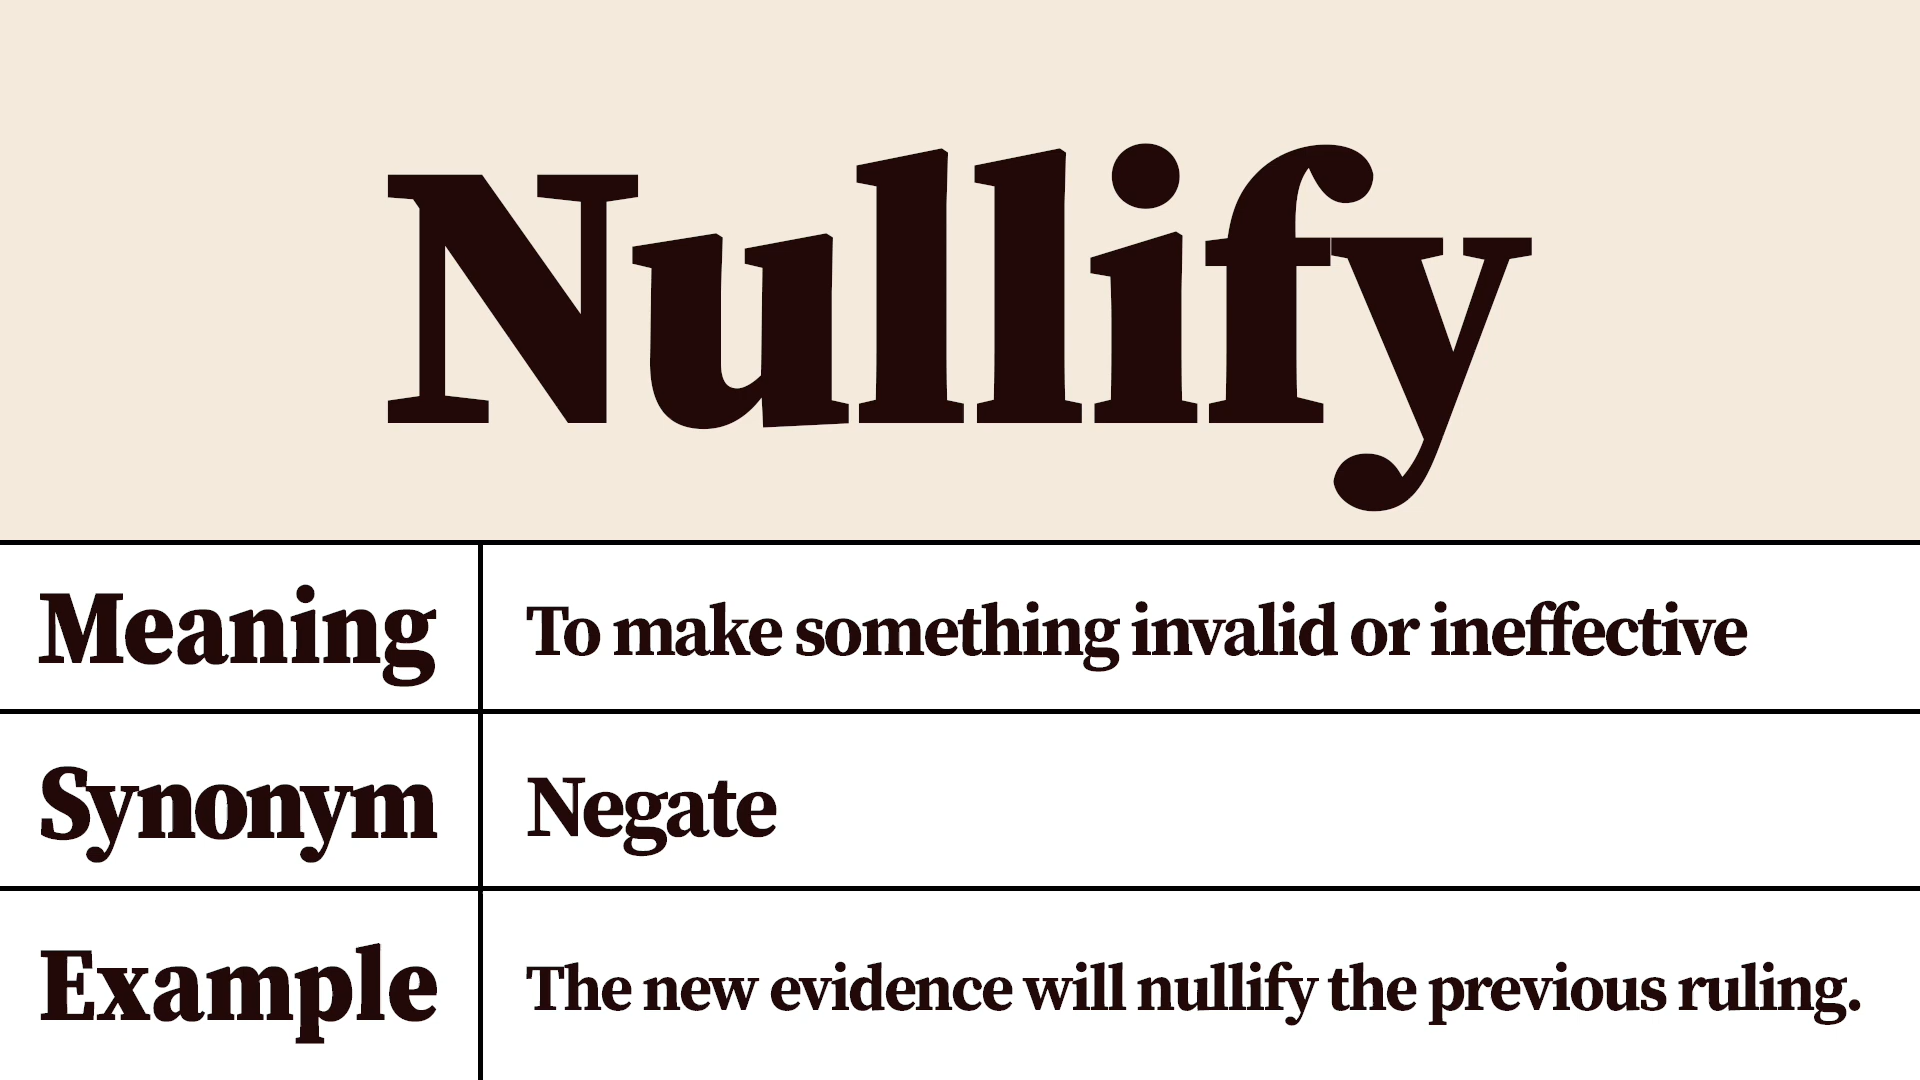 Nullify
Meaning
To make something invalid or ineffective
Synonym
Negate
Example
The new evidence will nullify the previous ruling.